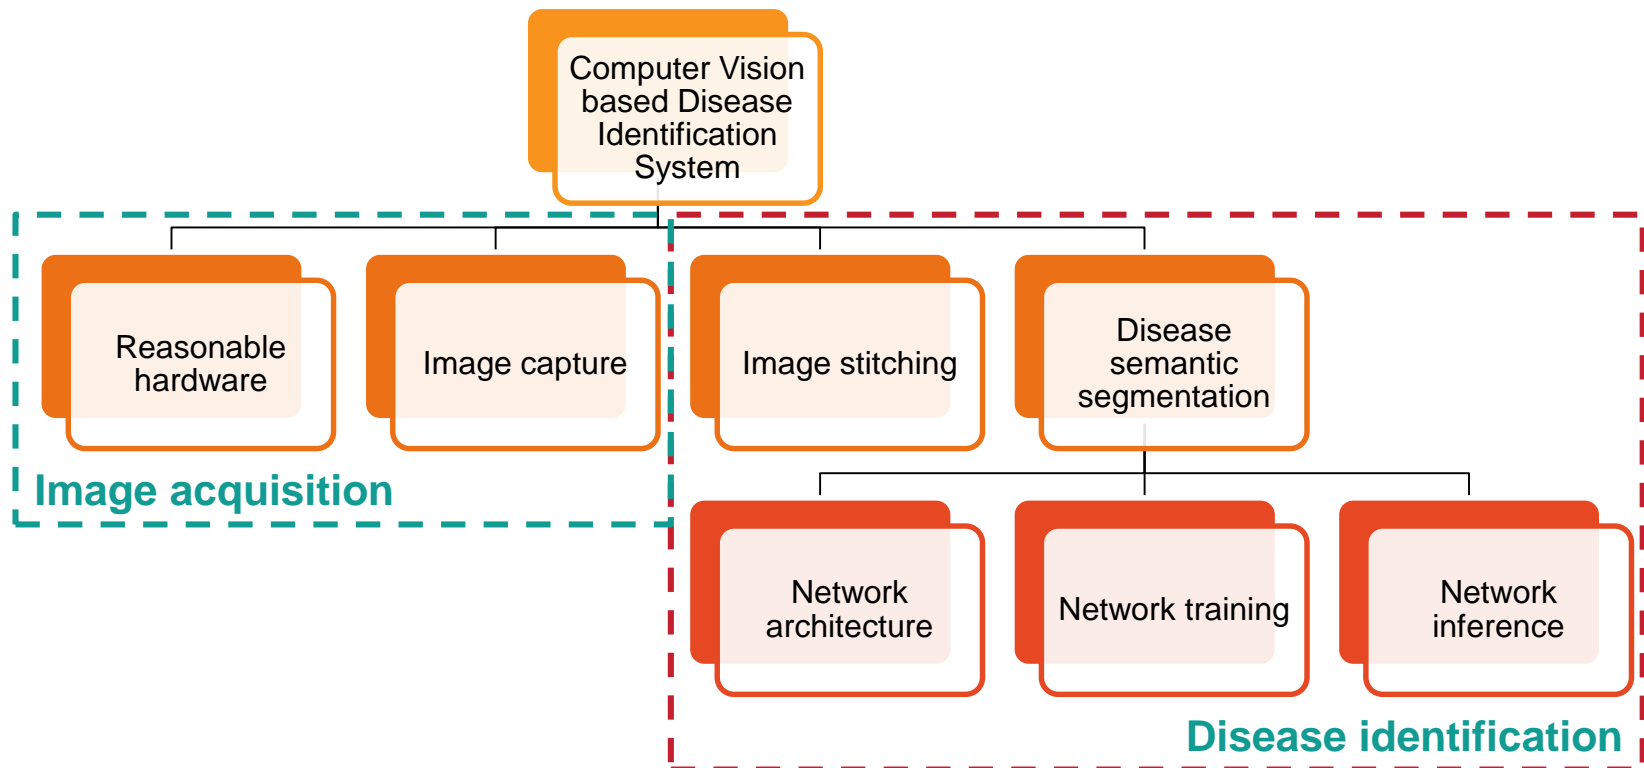 Computer Vision
based Disease
Identification
System
Reasonable
hardware
Image capture
Image stitching
Disease
semantic
segmentation
Image acquisition
Network
architecture
Network training
Network
inference
Disease identification